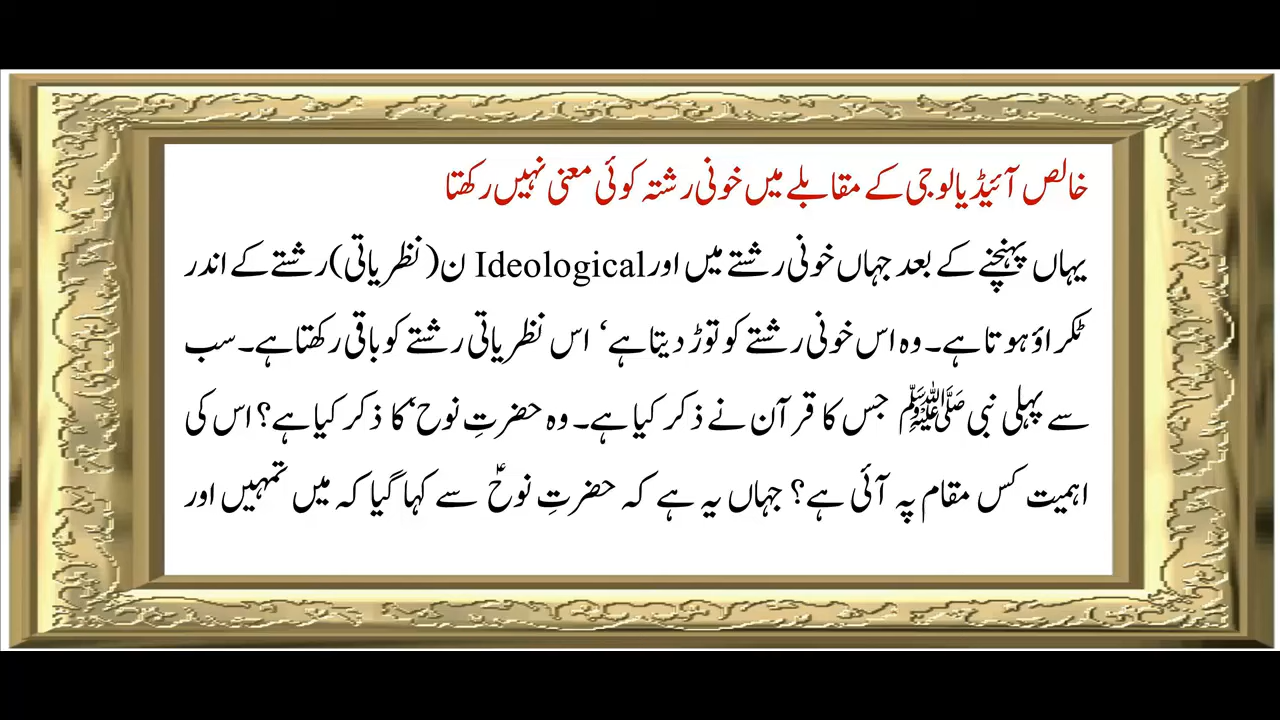 خالص آئیڈیالوجی کے مقابلے میں خونی رشتہ کوئی معنی نہیں رکھتا
یہاں پہنچنے کے بعد جہاں خونی رشتے میں اور Ideological ن(نظریاتی) رشتے کے اندر
ٹکراؤ ہوتا ہے۔ وہ اس خونی رشتے کو توڑ دیتا ہے‘ اس نظریاتی رشتے کو باقی رکھتا ہے۔ سب
سے پہلی نبی ﷺ جس کا قرآن نے ذکر کیا ہے۔ وہ حضرتِ نوحؑ کا ذکر کیا ہے؟ اس کی
اہمیت کس مقام پہ آئی ہے؟ جہاں یہ ہے کہ حضرتِ نوحؑ سے کہا گیا کہ میں تمہیں اور